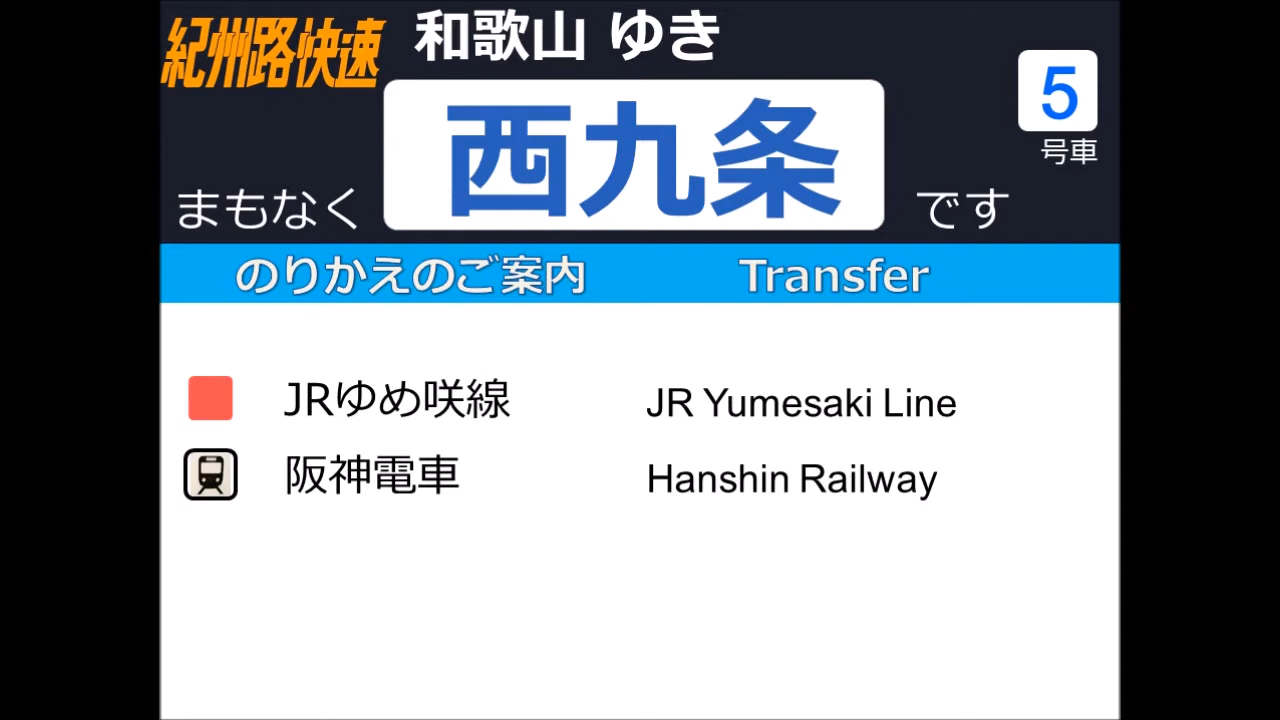 紀州路快速 和歌山 ゆき
5
号車
まもなく 西九条 です
のりかえのご案内 Transfer
JRゆめ咲線 JR Yumesaki Line
阪神電車 Hanshin Railway